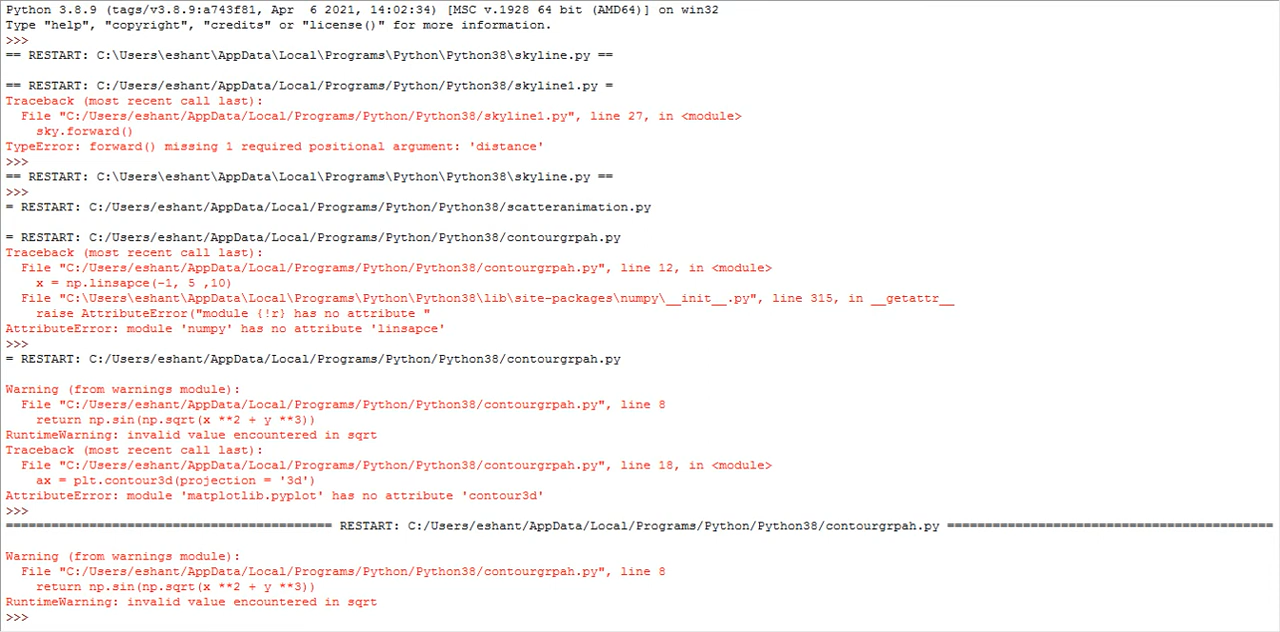 Python 3.8.9 (tags/v3.8.9:a743f81, Apr  6 2021, 14:02:34) [MSC v.1928 64 bit (AMD64)] on win32
Type "help", "copyright", "credits" or "license()" for more information.
>>>
== RESTART: C:\Users\eshant\AppData\Local\Programs\Python\Python38\skyline.py ==
== RESTART: C:/Users/eshant/AppData/Local/Programs/Python/Python38/skyline1.py =
Traceback (most recent call last):
  File "C:/Users/eshant/AppData/Local/Programs/Python/Python38/skyline1.py", line 27, in <module>
    sky.forward()
TypeError: forward() missing 1 required positional argument: 'distance'
>>>
== RESTART: C:\Users\eshant\AppData\Local\Programs\Python\Python38\skyline.py ==
>>>
= RESTART: C:/Users/eshant/AppData/Local/Programs/Python/Python38/scatteranimation.py
= RESTART: C:/Users/eshant/AppData/Local/Programs/Python/Python38/contourgrpah.py
Traceback (most recent call last):
  File "C:/Users/eshant/AppData/Local/Programs/Python/Python38/contourgrpah.py", line 12, in <module>
    x = np.linsapce(-1, 5 ,10)
  File "C:\Users\eshant\AppData\Local\Programs\Python\Python38\lib\site-packages\numpy\__init__.py", line 315, in __getattr__
    raise AttributeError("module {!r} has no attribute "
AttributeError: module 'numpy' has no attribute 'linsapce'
>>>
= RESTART: C:/Users/eshant/AppData/Local/Programs/Python/Python38/contourgrpah.py
Warning (from warnings module):
  File "C:/Users/eshant/AppData/Local/Programs/Python/Python38/contourgrpah.py", line 8
    return np.sin(np.sqrt(x **2 + y **3))
RuntimeWarning: invalid value encountered in sqrt
Traceback (most recent call last):
  File "C:/Users/eshant/AppData/Local/Programs/Python/Python38/contourgrpah.py", line 18, in <module>
    ax = plt.contour3d(projection = '3d')
AttributeError: module 'matplotlib.pyplot' has no attribute 'contour3d'
>>>
=========================================== RESTART: C:/Users/eshant/AppData/Local/Programs/Python/Python38/contourgrpah.py ===========================================
Warning (from warnings module):
  File "C:/Users/eshant/AppData/Local/Programs/Python/Python38/contourgrpah.py", line 8
    return np.sin(np.sqrt(x **2 + y **3))
RuntimeWarning: invalid value encountered in sqrt
>>>